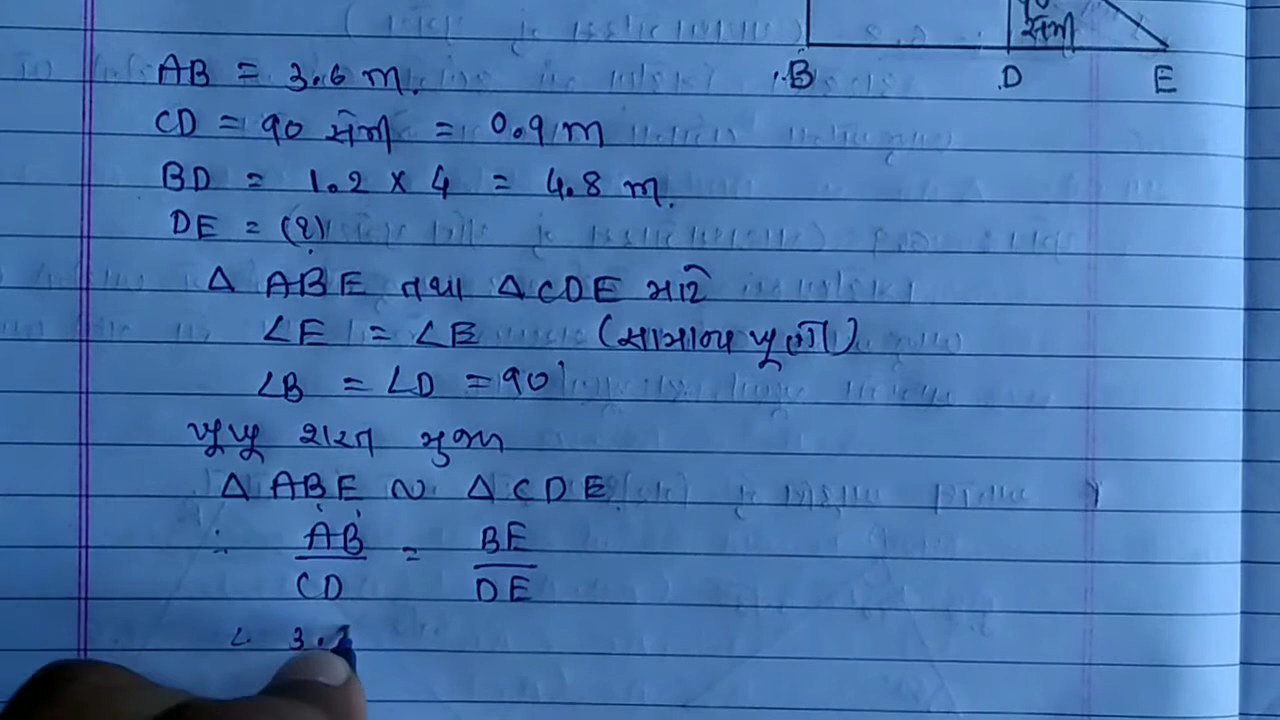 સેમી
B D E
AB = 3.6 m.
CD = 90 સેમી = 0.9 m
BD = 1.2 × 4 = 4.8 m.
DE = (?)
Δ ABE તથા Δ CDE માટે
∠E = ∠E (સામાન્ય ખૂણો)
∠B = ∠D = 90°
ખૂખૂ શરત મુજબ
Δ ABE ~ Δ CDE
∴ AB/CD = BE/DE
∴ 3.